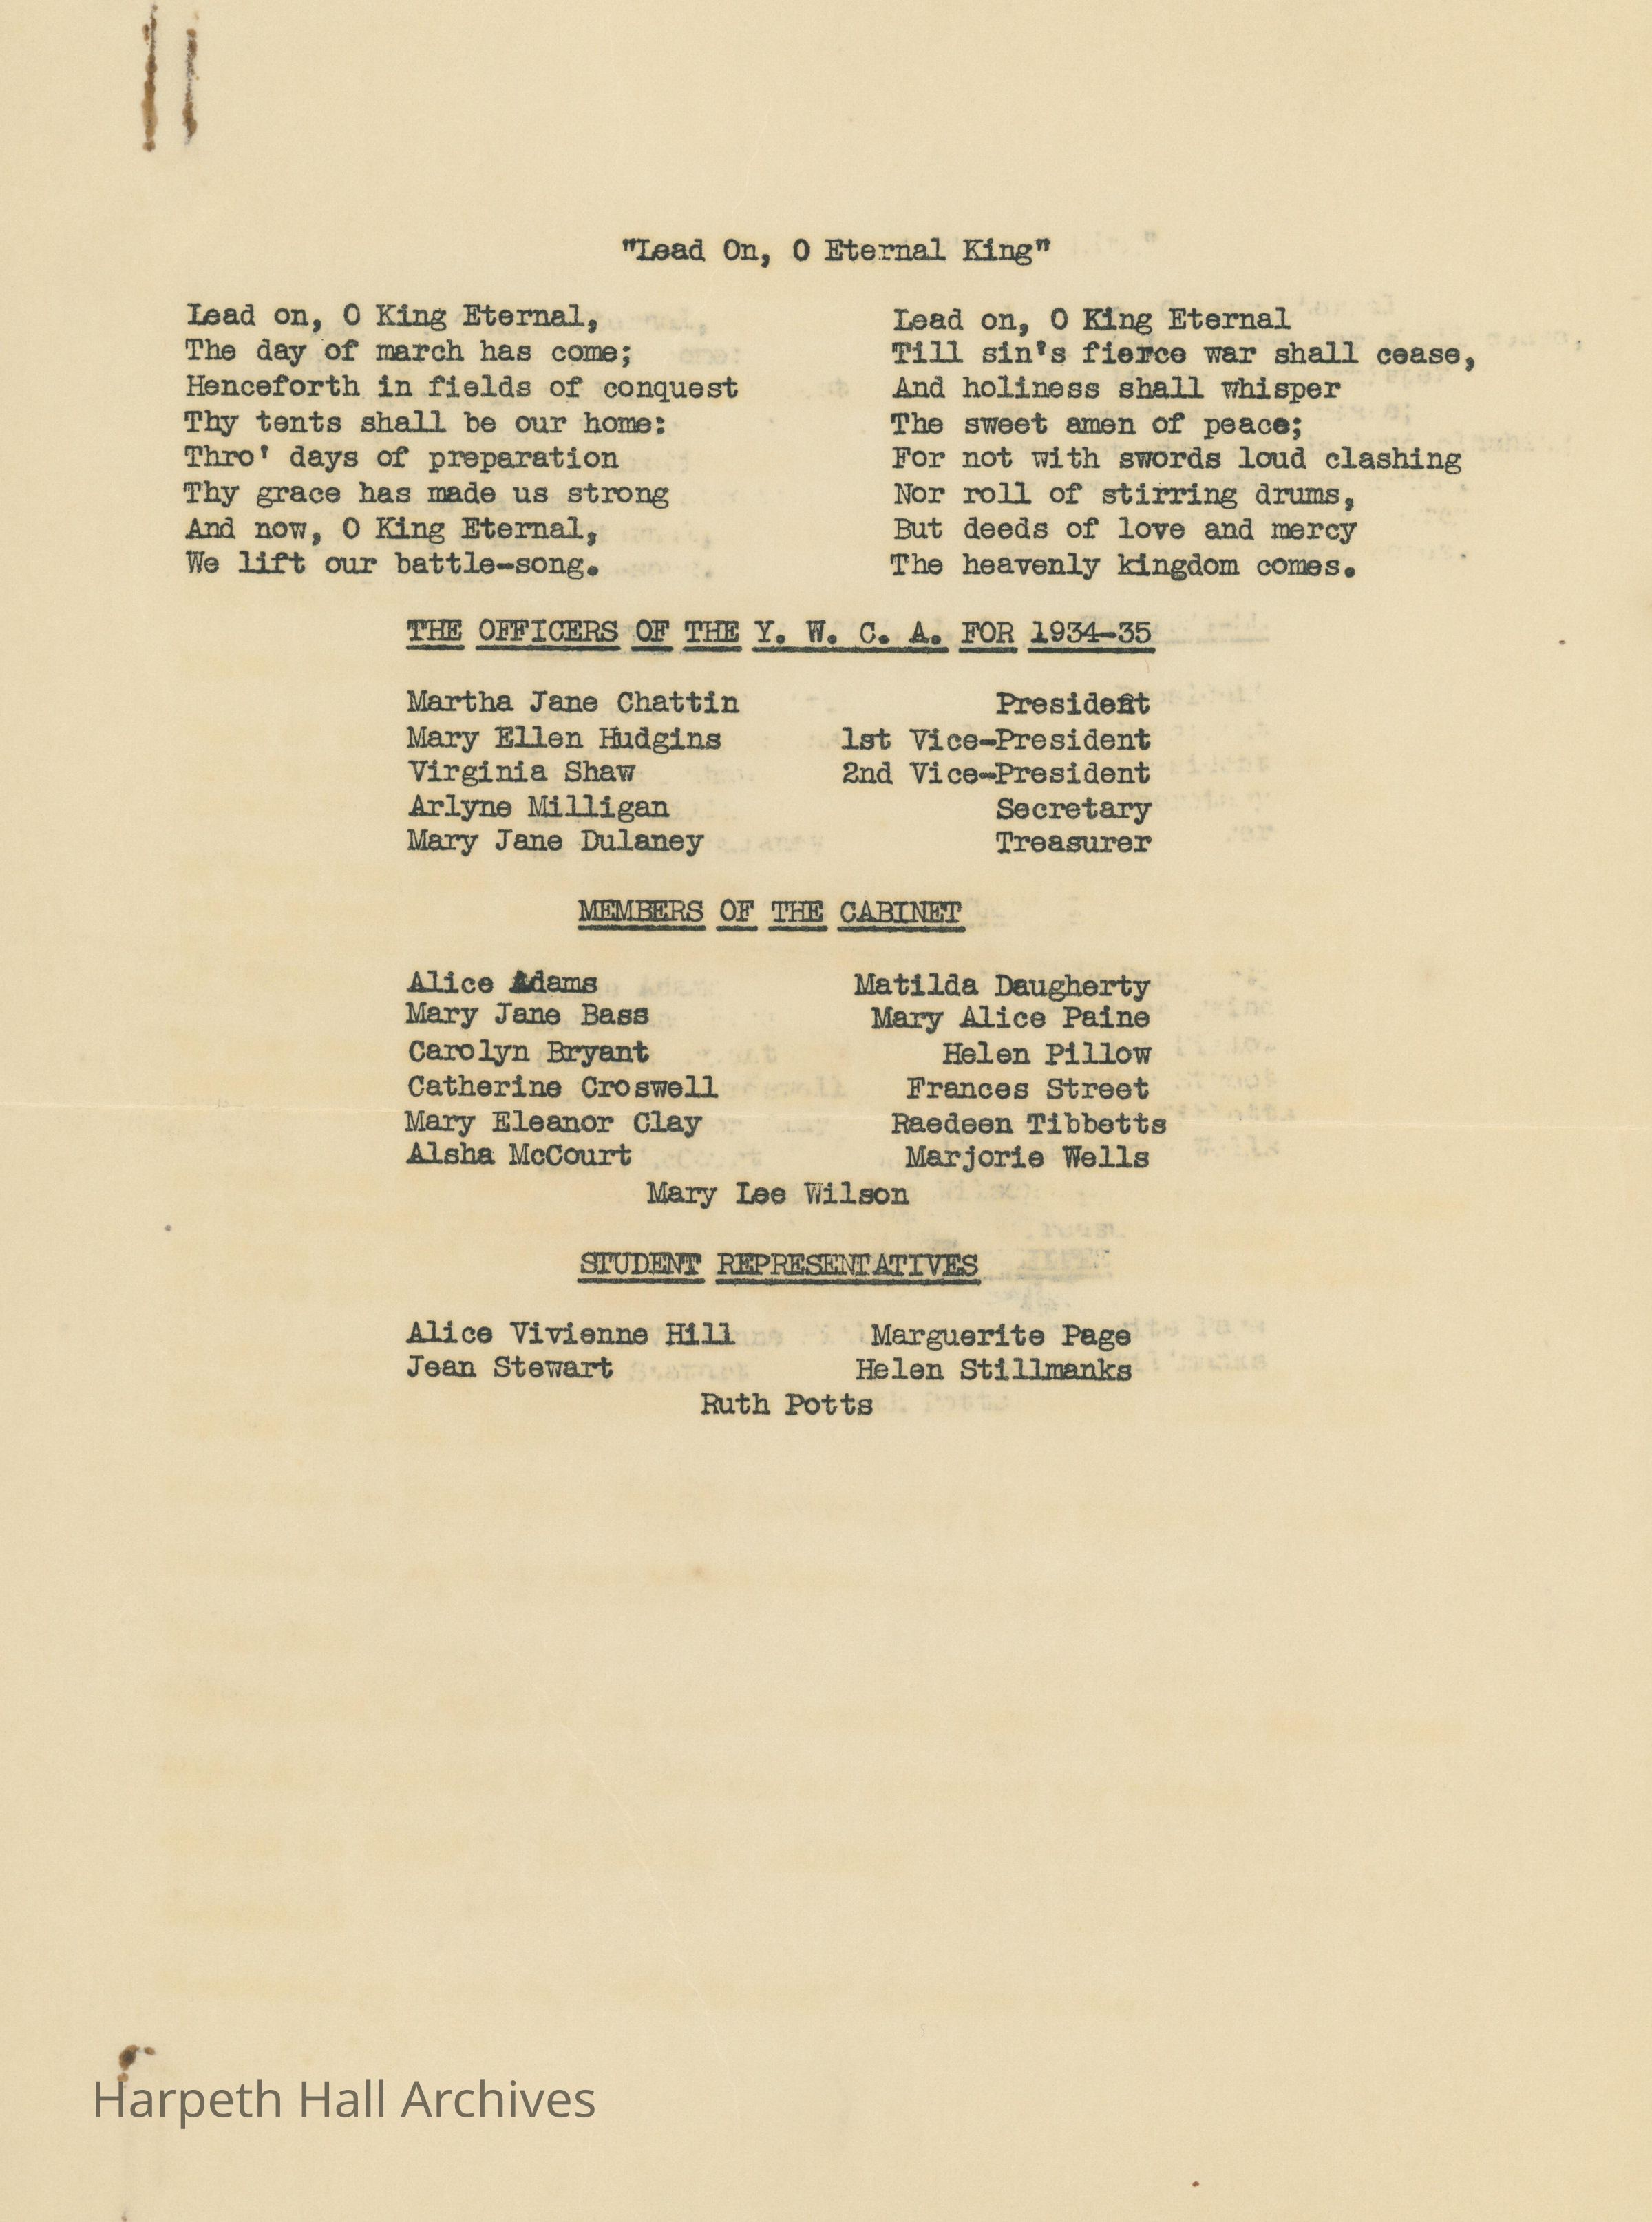 "Lead On, O Eternal King"
Lead on, O King Eternal,
The day of march has come;
Henceforth in fields of conquest
Thy tents shall be our home:
Thro' days of preparation
Thy grace has made us strong
And now, O King Eternal,
We lift our battle-song.
Lead on, O King Eternal
Till sin's fierce war shall cease,
And holiness shall whisper
The sweet amen of peace;
For not with swords loud clashing
Nor roll of stirring drums,
But deeds of love and mercy
The heavenly kingdom comes.
THE OFFICERS OF THE Y. W. C. A. FOR 1934-35
Martha Jane Chattin President
Mary Ellen Hudgins 1st Vice-President
Virginia Shaw 2nd Vice-President
Arlyne Milligan Secretary
Mary Jane Dulaney Treasurer
MEMBERS OF THE CABINET
Alice Adams Matilda Daugherty
Mary Jane Bass Mary Alice Paine
Carolyn Bryant Helen Pillow
Catherine Croswell Frances Street
Mary Eleanor Clay Raedeen Tibbetts
Alsha McCourt Marjorie Wells
Mary Lee Wilson
STUDENT REPRESENTATIVES
Alice Vivienne Hill Marguerite Page
Jean Stewart Helen Stillmanks
Ruth Potts
Harpeth Hall Archives